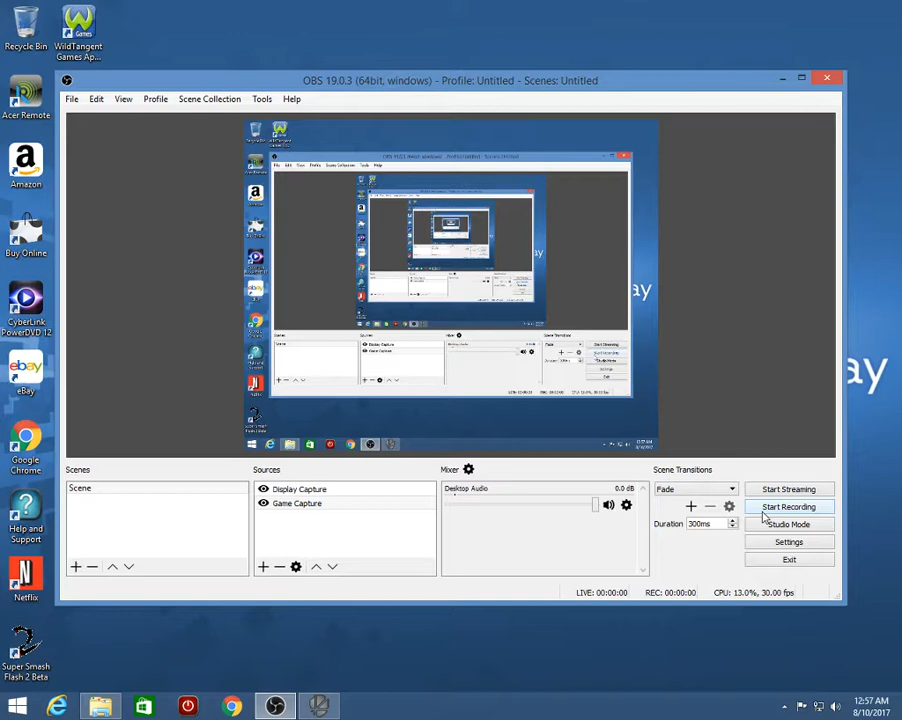 Recycle Bin
WildTangent
Games Ap...
Acer Remote
Amazon
Buy Online
CyberLink
PowerDVD 12
ebay
eBay
Google
Chrome
Help and
Support
Netflix
Super Smash
Flash 2 Beta
OBS 19.0.3 (64bit, windows) - Profile: Untitled - Scenes: Untitled
File Edit View Profile Scene Collection Tools Help
ay
ay
Scenes
Scene
Sources
Display Capture
Game Capture
Mixer
Desktop Audio 0.0 dB
Scene Transitions
Fade
Duration 300ms
Start Streaming
Start Recording
Studio Mode
Settings
Exit
LIVE: 00:00:00 REC: 00:00:00 CPU: 13.0%, 30.00 fps
12:57 AM
8/10/2017